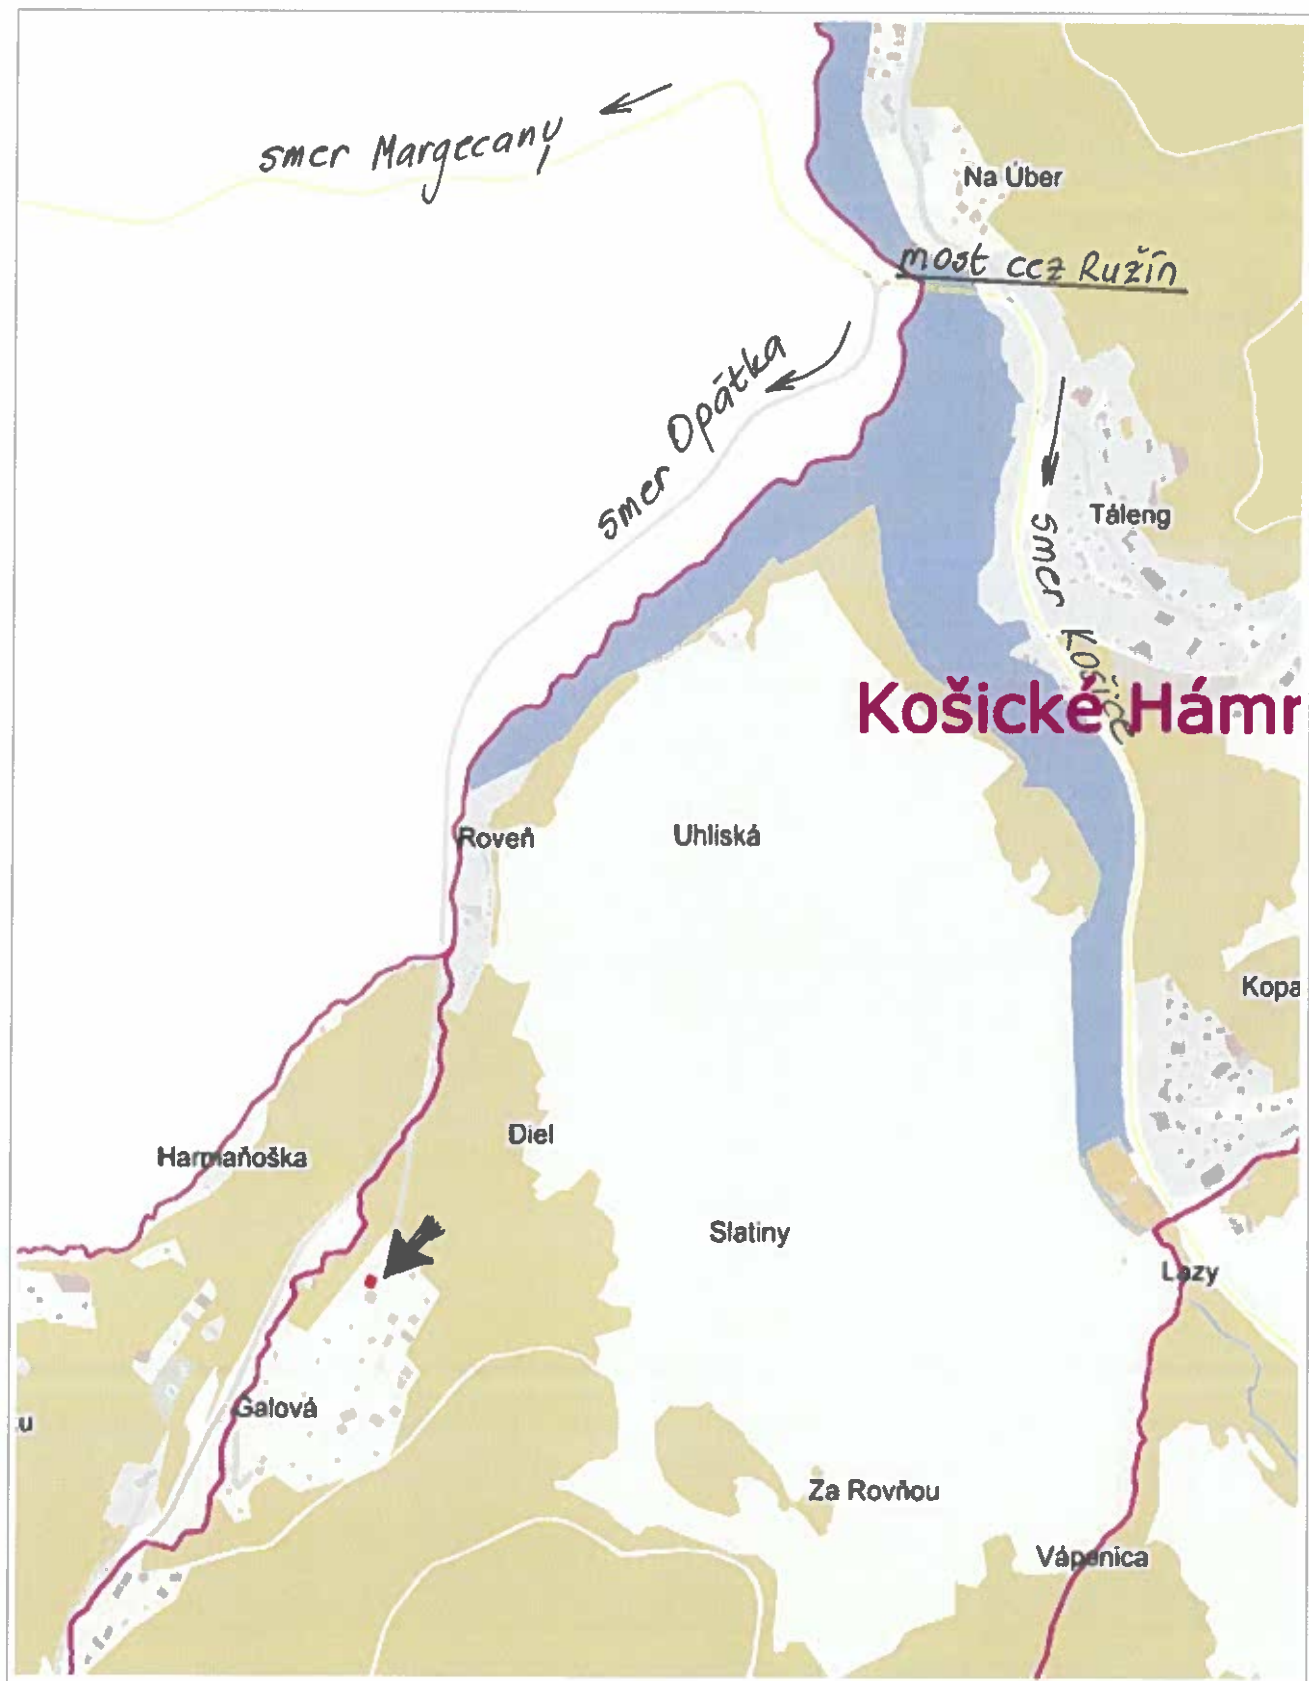 smer Margecany
Na Úber
most cez Ružín
smer Opátka
Táleng
smer Košice
Košické Hámr
Roveň
Uhliská
Kopa
Diel
Harmaňoška
Slatiny
Lazy
Galová
u
Za Rovňou
Vápenica